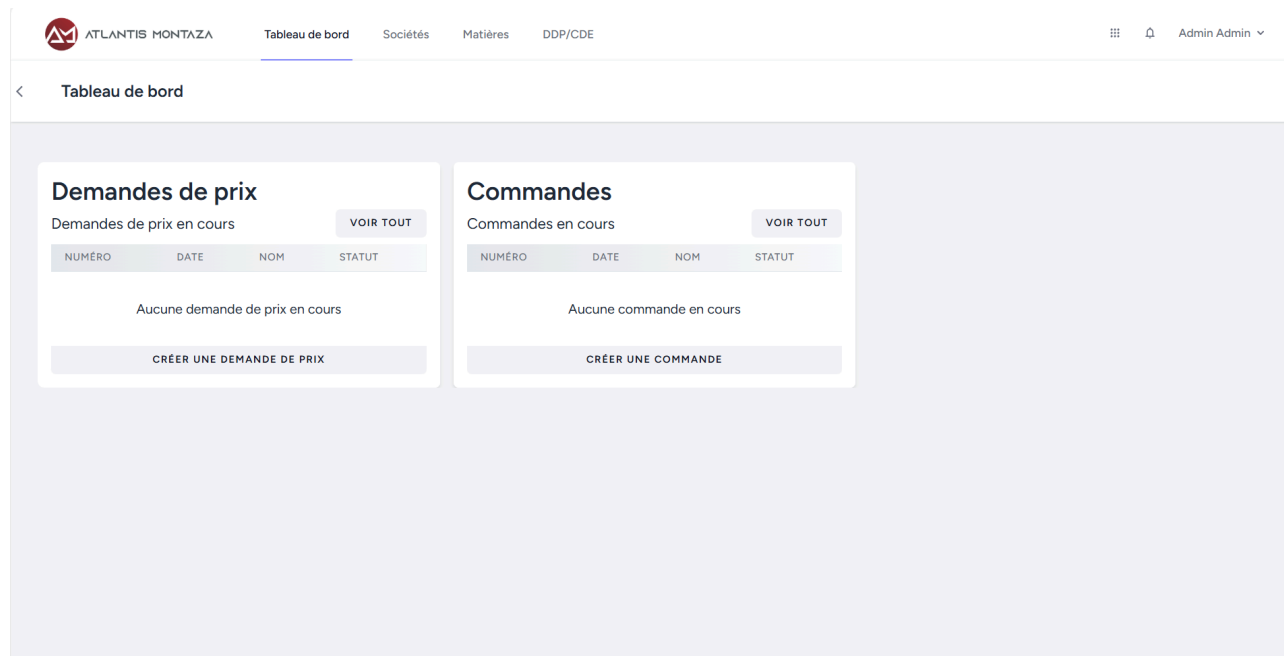 ATLANTIS MONTAZA Tableau de bord Sociétés Matières DDP/CDE Admin Admin
Tableau de bord
Demandes de prix
Demandes de prix en cours VOIR TOUT
NUMÉRO DATE NOM STATUT
Aucune demande de prix en cours
CRÉER UNE DEMANDE DE PRIX
Commandes
Commandes en cours VOIR TOUT
NUMÉRO DATE NOM STATUT
Aucune commande en cours
CRÉER UNE COMMANDE